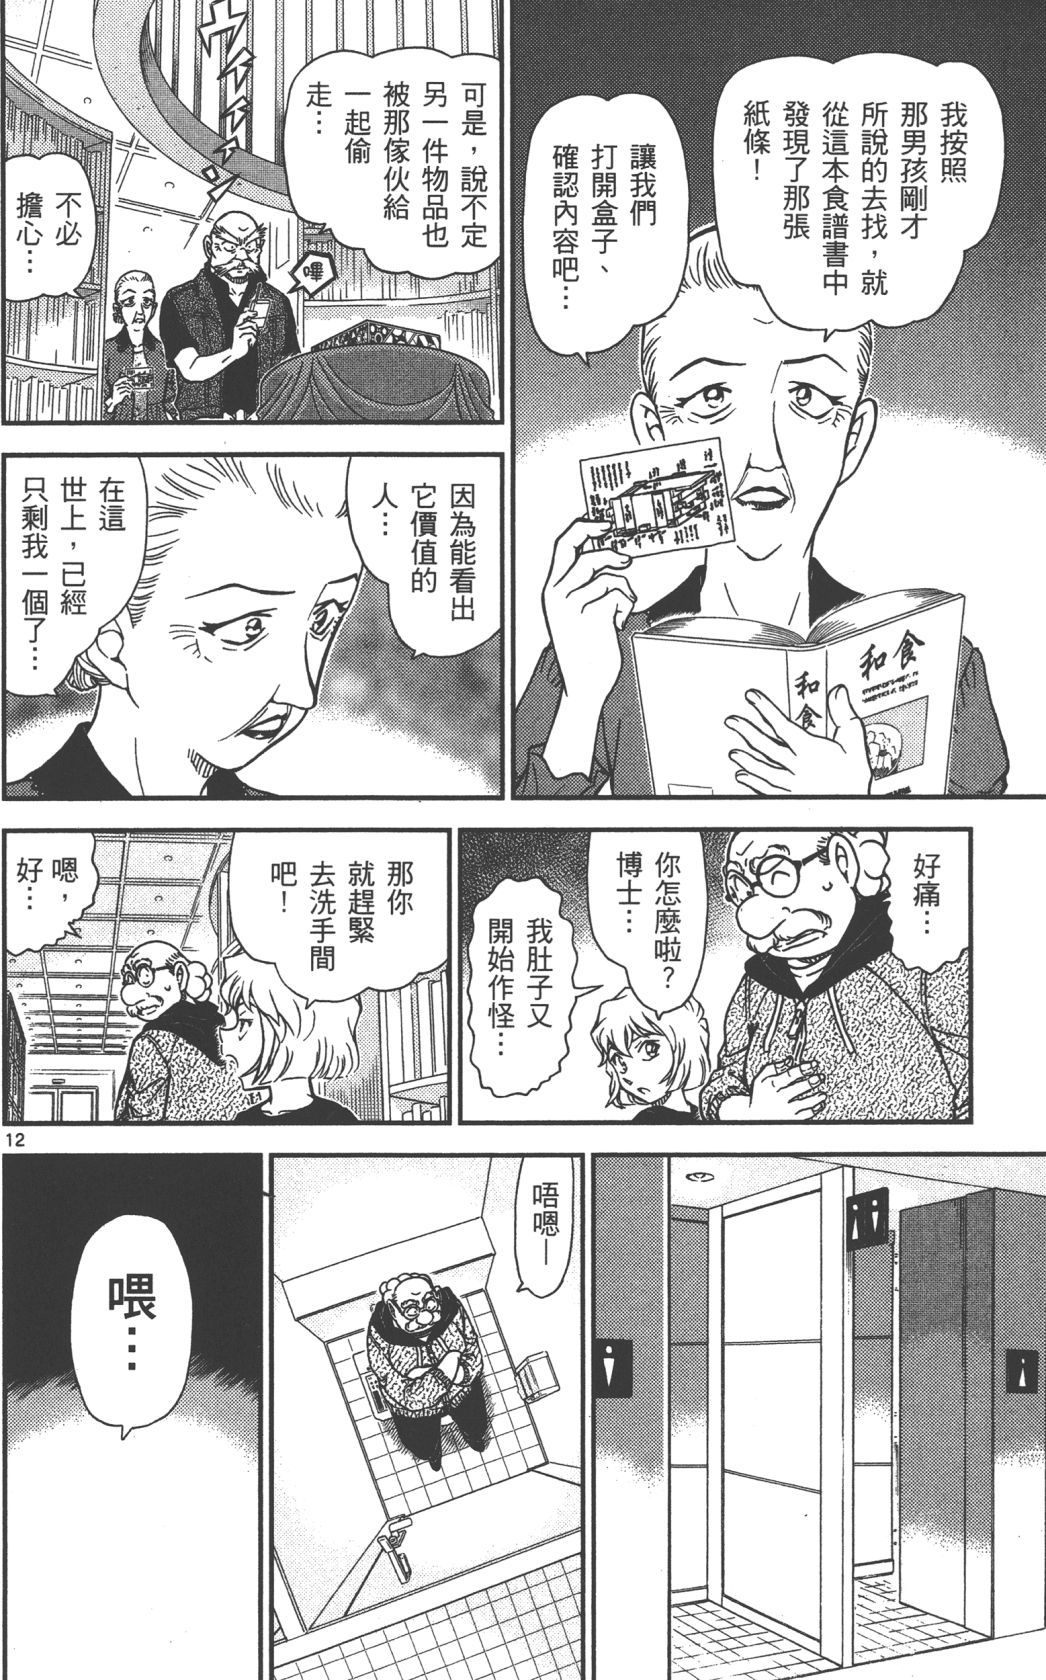 我按照
那男孩剛才
所說的去找，就
從這本食譜書中
發現了那張
紙條！
讓我們
打開盒子、
確認內容吧…
和食
和食
ウィィィン
可是，說不定
另一件物品也
被那傢伙給
一起偷
走…
嗶
不必
擔心…
因為能看出
它價值的
人…
在這
世上，已經
只剩我一個了…
好痛…
你怎麼啦？
博士…
我肚子又
開始作怪…
那你
就趕緊
去洗手間
吧！
嗯，
好…
12
唔嗯－
喂…